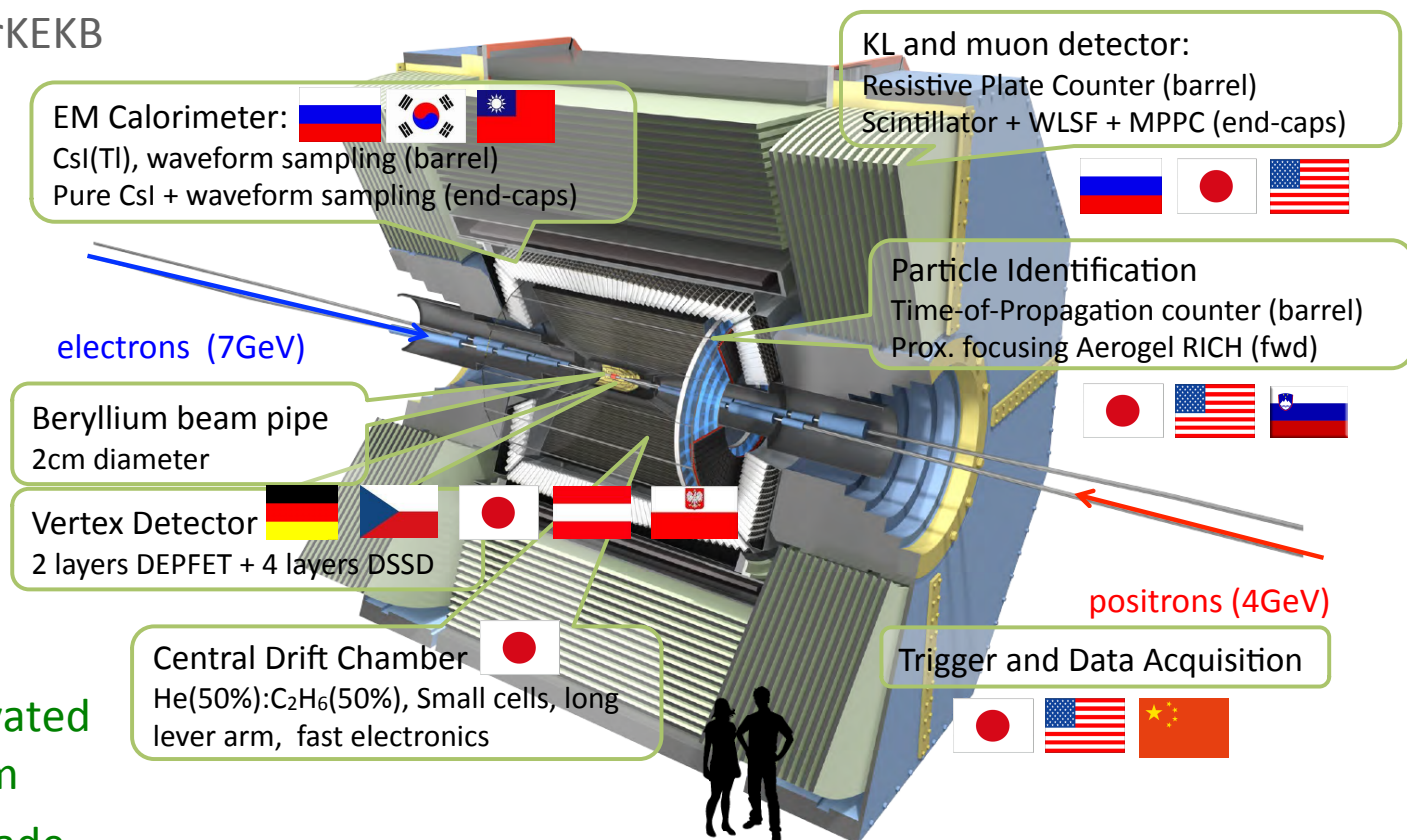 rKEKB
EM Calorimeter:
CsI(Tl), waveform sampling (barrel)
Pure CsI + waveform sampling (end-caps)
KL and muon detector:
Resistive Plate Counter (barrel)
Scintillator + WLSF + MPPC (end-caps)
electrons (7GeV)
Particle Identification
Time-of-Propagation counter (barrel)
Prox. focusing Aerogel RICH (fwd)
Beryllium beam pipe
2cm diameter
Vertex Detector
2 layers DEPFET + 4 layers DSSD
positrons (4GeV)
Central Drift Chamber
He(50%):C₂H₆(50%), Small cells, long
lever arm, fast electronics
Trigger and Data Acquisition
vated
m
ade